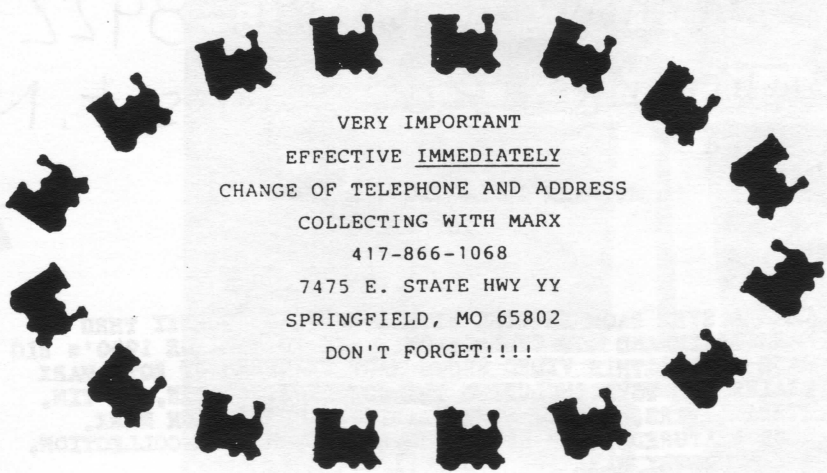 VERY IMPORTANT
EFFECTIVE IMMEDIATELY
CHANGE OF TELEPHONE AND ADDRESS
COLLECTING WITH MARX
417-866-1068
7475 E. STATE HWY YY
SPRINGFIELD, MO 65802
DON'T FORGET!!!!